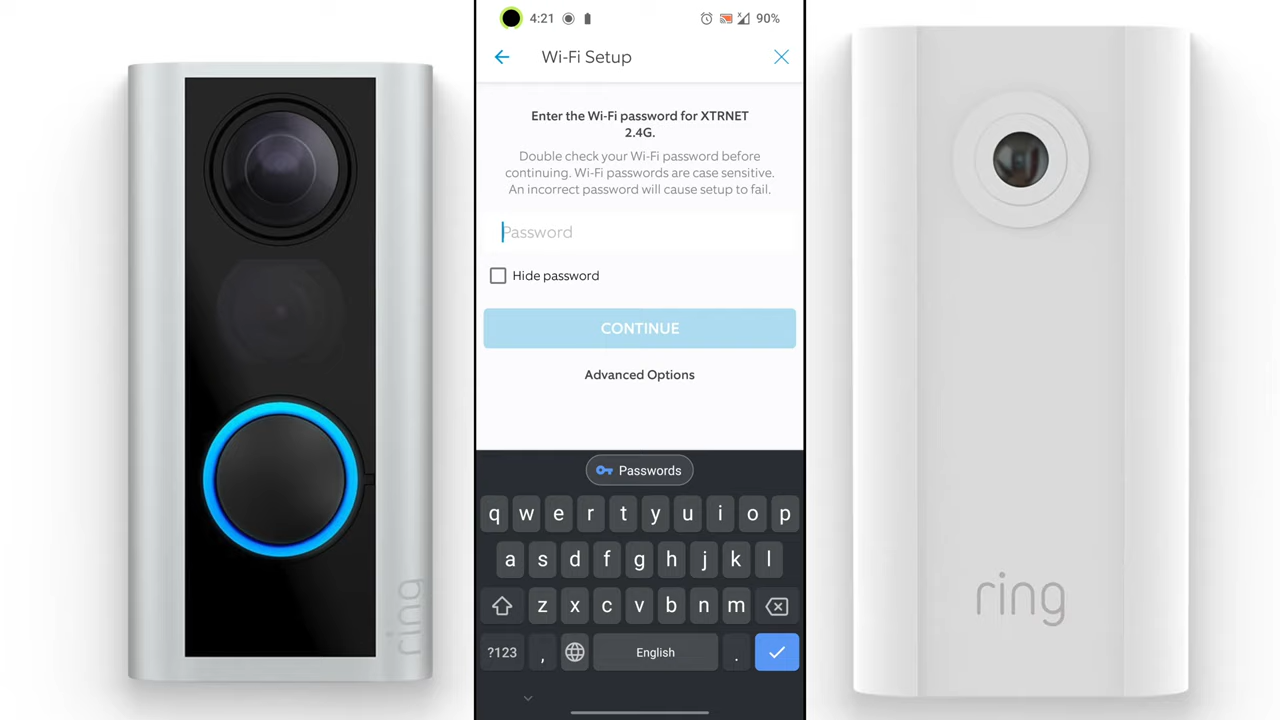 4:21
90%
Wi-Fi Setup
Enter the Wi-Fi password for XTRNET
2.4G.
Double check your Wi-Fi password before
continuing. Wi-Fi passwords are case sensitive.
An incorrect password will cause setup to fail.
Password
Hide password
CONTINUE
Advanced Options
Passwords
q w e r t y u i o p
a s d f g h j k l
z x c v b n m
?123 , English .
ring
ring